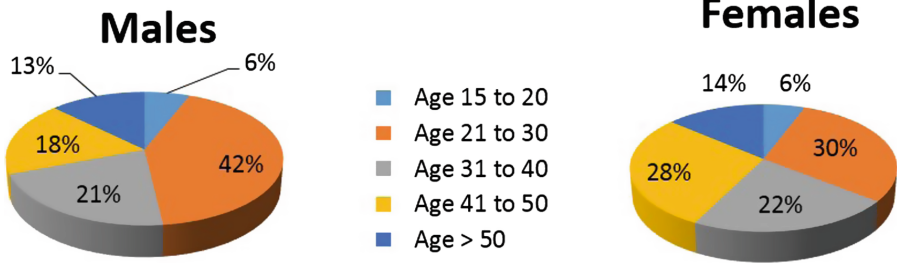 Males
13%
6%
18%
42%
21%
Age 15 to 20
Age 21 to 30
Age 31 to 40
Age 41 to 50
Age > 50
Females
14%
6%
30%
28%
22%